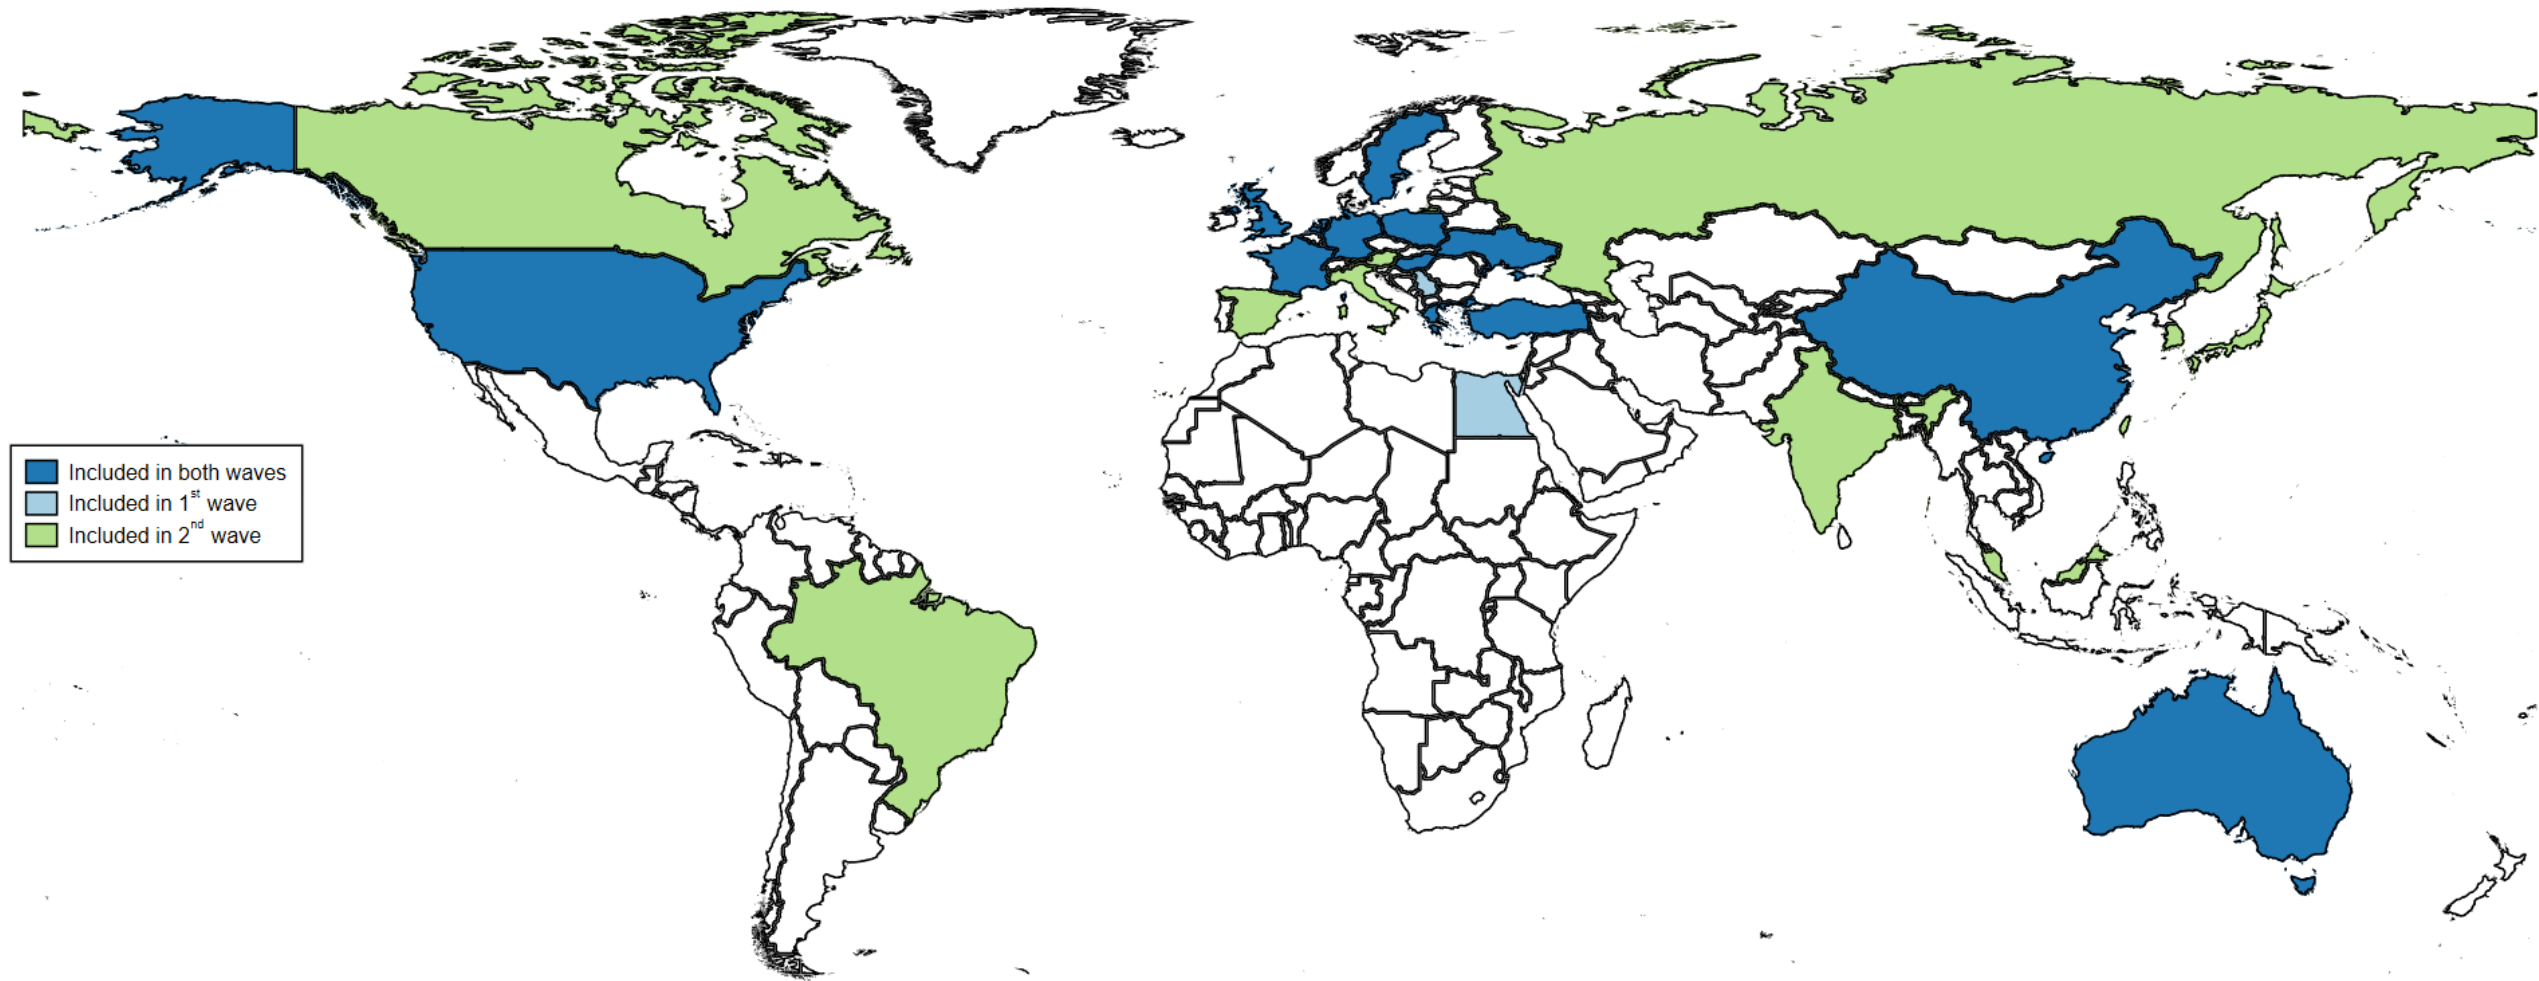 Included in both waves
Included in 1st wave
Included in 2nd wave